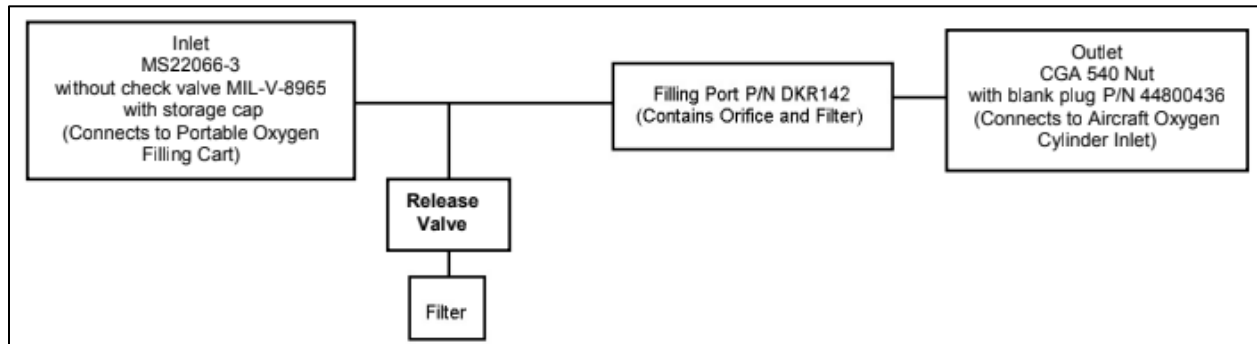 Inlet
MS22066-3
without check valve MIL-V-8965
with storage cap
(Connects to Portable Oxygen
Filling Cart)
Release
Valve
Filter
Filling Port P/N DKR142
(Contains Orifice and Filter)
Outlet
CGA 540 Nut
with blank plug P/N 44800436
(Connects to Aircraft Oxygen
Cylinder Inlet)